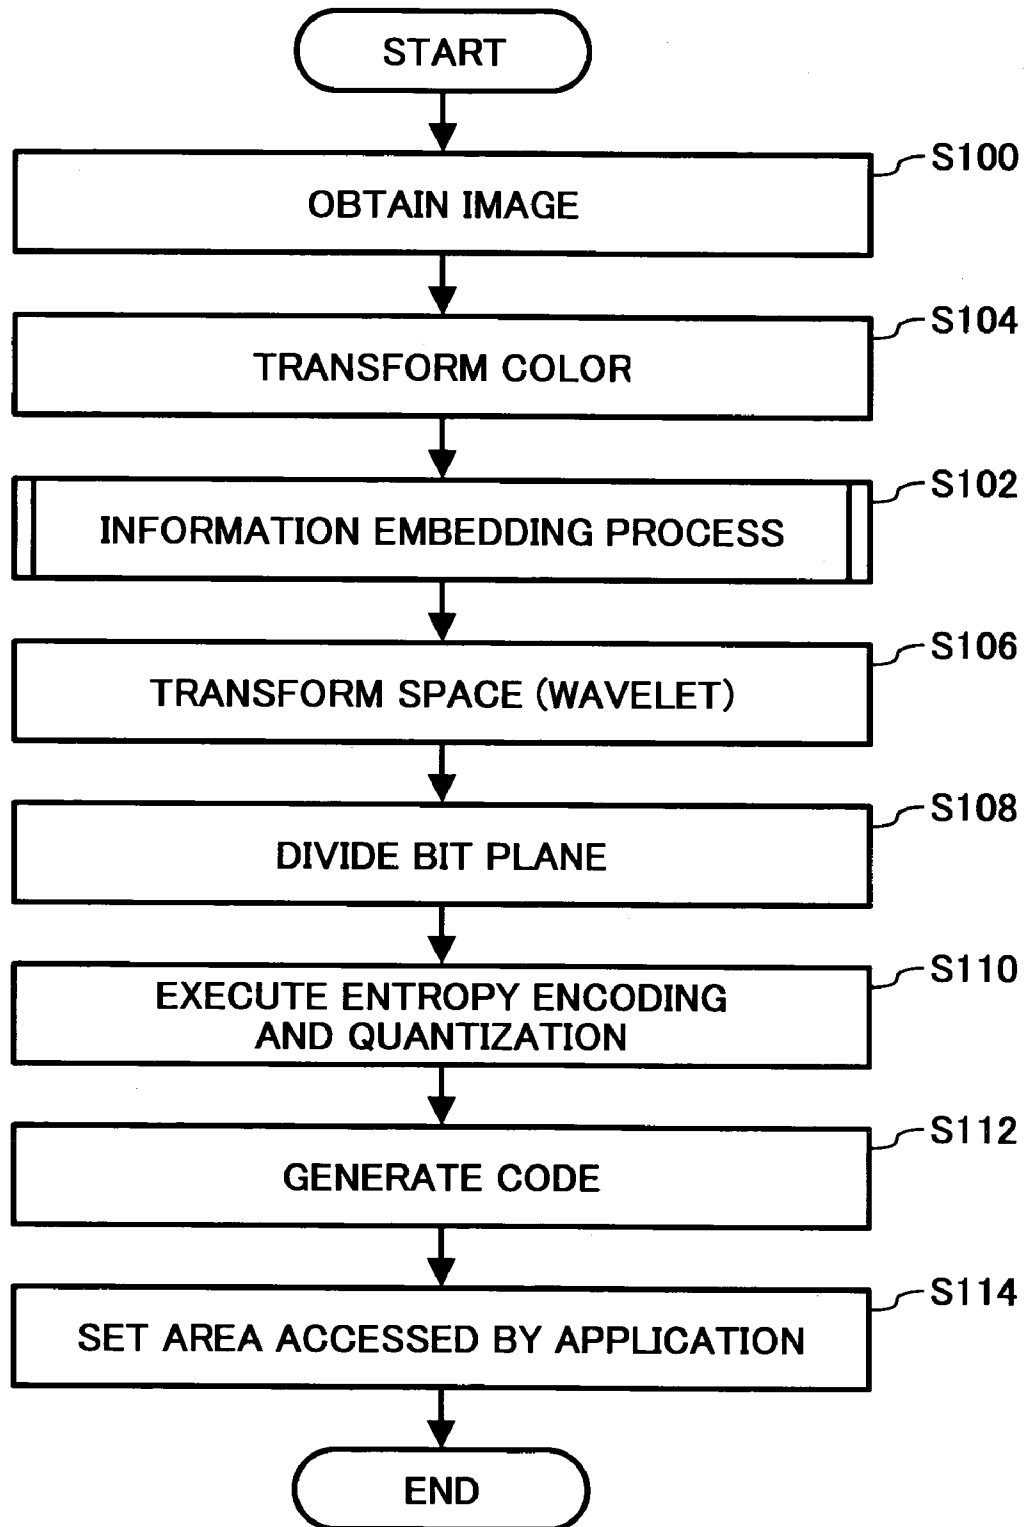 START
S100
OBTAIN IMAGE
S104
TRANSFORM COLOR
S102
INFORMATION EMBEDDING PROCESS
S106
TRANSFORM SPACE (WAVELET)
S108
DIVIDE BIT PLANE
S110
EXECUTE ENTROPY ENCODING
AND QUANTIZATION
S112
GENERATE CODE
S114
SET AREA ACCESSED BY APPLICATION
END